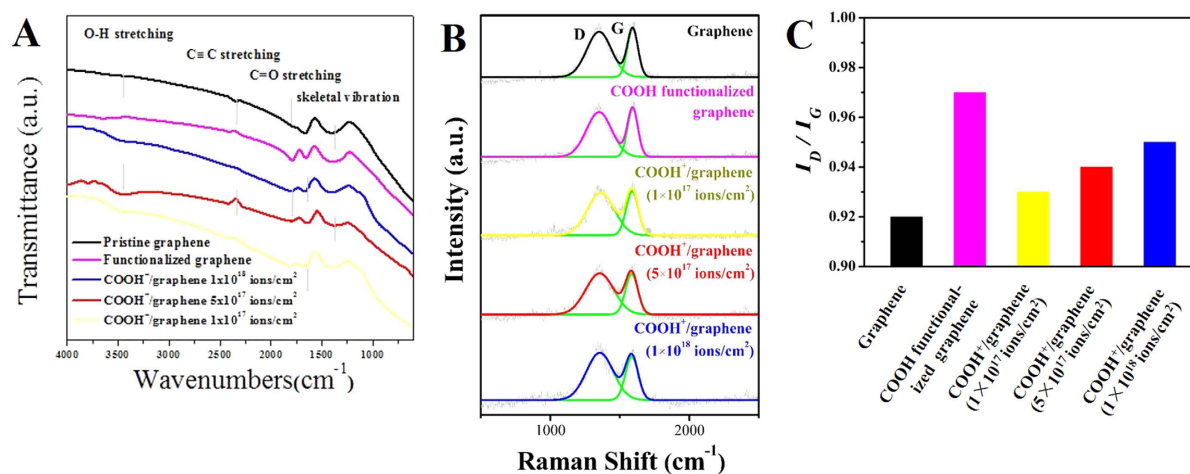 A
O-H stretching
C≡C stretching
C=O stretching
skeletal vibration
Transmittance (a.u.)
Pristine graphene
Functionalized graphene
COOH⁻/graphene 1x10¹⁸ ions/cm²
COOH⁻/graphene 5x10¹⁷ ions/cm²
COOH⁻/graphene 1x10¹⁷ ions/cm²
4000 3500 3000 2500 2000 1500 1000
Wavenumbers(cm⁻¹)
B
D
G
Graphene
COOH functionalized
graphene
COOH⁺/graphene
(1×10¹⁷ ions/cm²)
COOH⁺/graphene
(5×10¹⁷ ions/cm²)
COOH⁺/graphene
(1×10¹⁸ ions/cm²)
Intensity (a.u.)
1000 1500 2000
Raman Shift (cm⁻¹)
C
1.00
0.98
0.96
0.94
0.92
0.90
I_D / I_G
Graphene
COOH functional-
ized graphene
COOH⁺/graphene
(1×10¹⁷ ions/cm²)
COOH⁺/graphene
(5×10¹⁷ ions/cm²)
COOH⁺/graphene
(1×10¹⁸ ions/cm²)